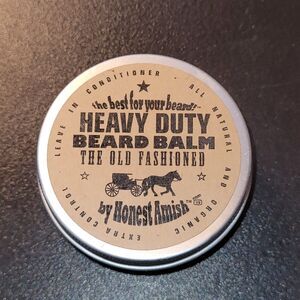 LEAVE IN CONDITIONER
ALL NATURAL AND ORGANIC
the best for your beard!
HEAVY DUTY
BEARD BALM
THE OLD FASHIONED
by Honest Amish™
EXTRA CONTROL